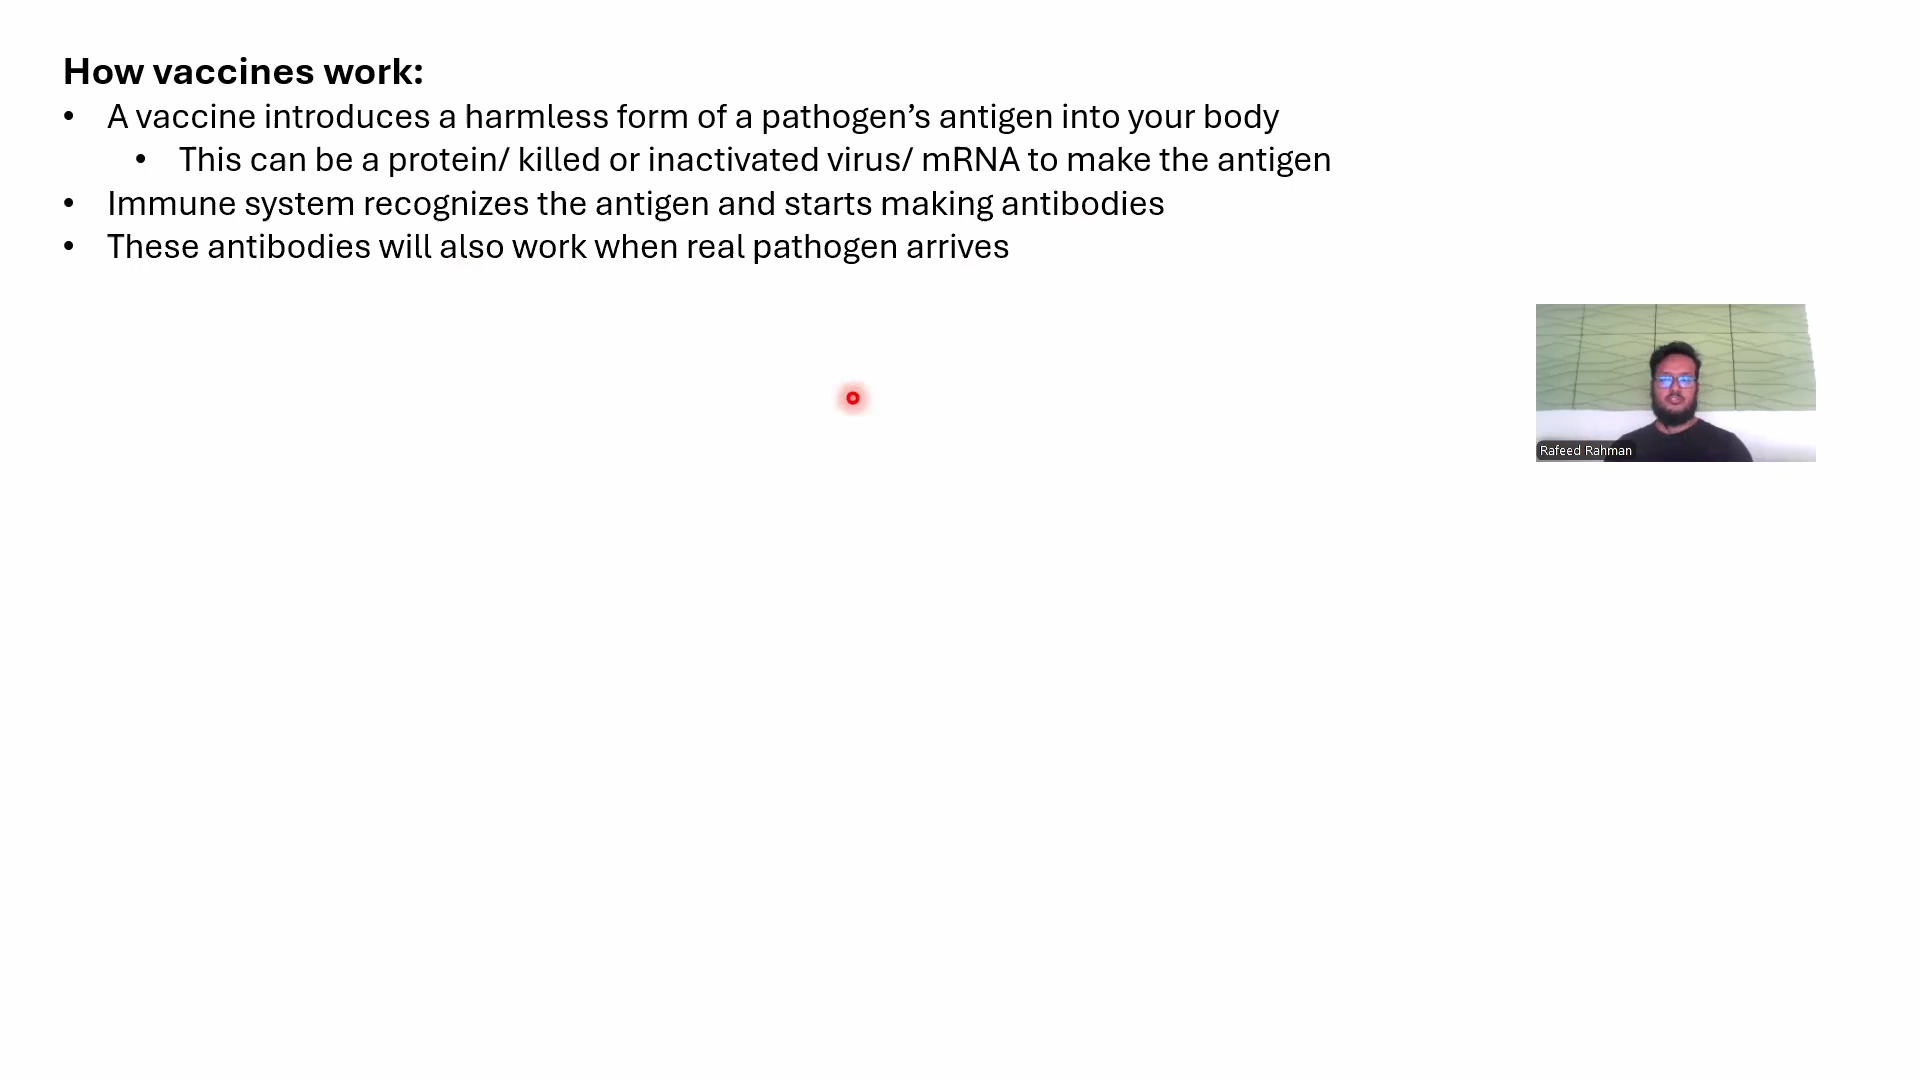 How vaccines work:
• A vaccine introduces a harmless form of a pathogen’s antigen into your body
• This can be a protein/ killed or inactivated virus/ mRNA to make the antigen
• Immune system recognizes the antigen and starts making antibodies
• These antibodies will also work when real pathogen arrives
Rafeed Rahman